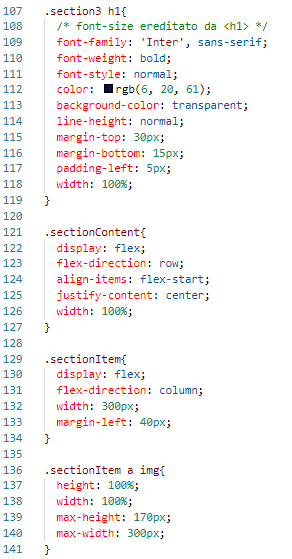 107 .section3 h1{
108 /* font-size ereditato da <h1> */
109 font-family: 'Inter', sans-serif;
110 font-weight: bold;
111 font-style: normal;
112 color: rgb(6, 20, 61);
113 background-color: transparent;
114 line-height: normal;
115 margin-top: 30px;
116 margin-bottom: 15px;
117 padding-left: 5px;
118 width: 100%;
119 }
120
121 .sectionContent{
122 display: flex;
123 flex-direction: row;
124 align-items: flex-start;
125 justify-content: center;
126 width: 100%;
127 }
128
129 .sectionItem{
130 display: flex;
131 flex-direction: column;
132 width: 300px;
133 margin-left: 40px;
134 }
135
136 .sectionItem a img{
137 height: 100%;
138 width: 100%;
139 max-height: 170px;
140 max-width: 300px;
141 }